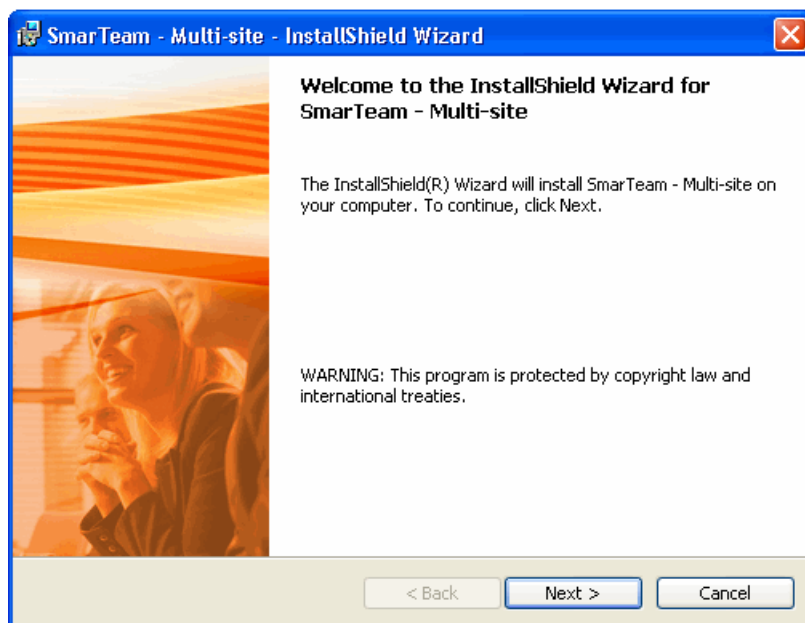 SmarTeam - Multi-site - InstallShield Wizard
Welcome to the InstallShield Wizard for
SmarTeam - Multi-site
The InstallShield(R) Wizard will install SmarTeam - Multi-site on
your computer. To continue, click Next.
WARNING: This program is protected by copyright law and
international treaties.
< Back
Next >
Cancel